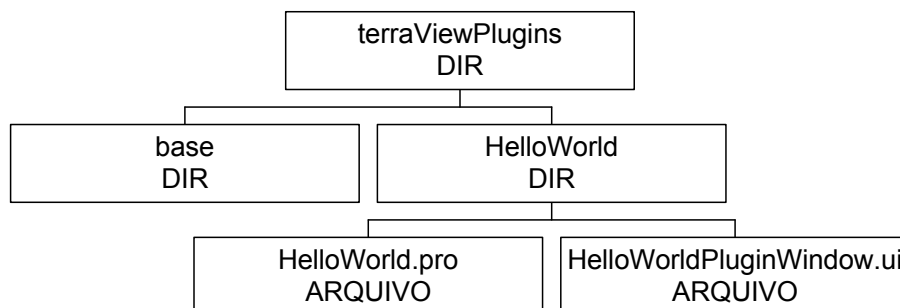 terraViewPlugins
DIR
base
DIR
HelloWorld
DIR
HelloWorld.pro
ARQUIVO
HelloWorldPluginWindow.ui
ARQUIVO